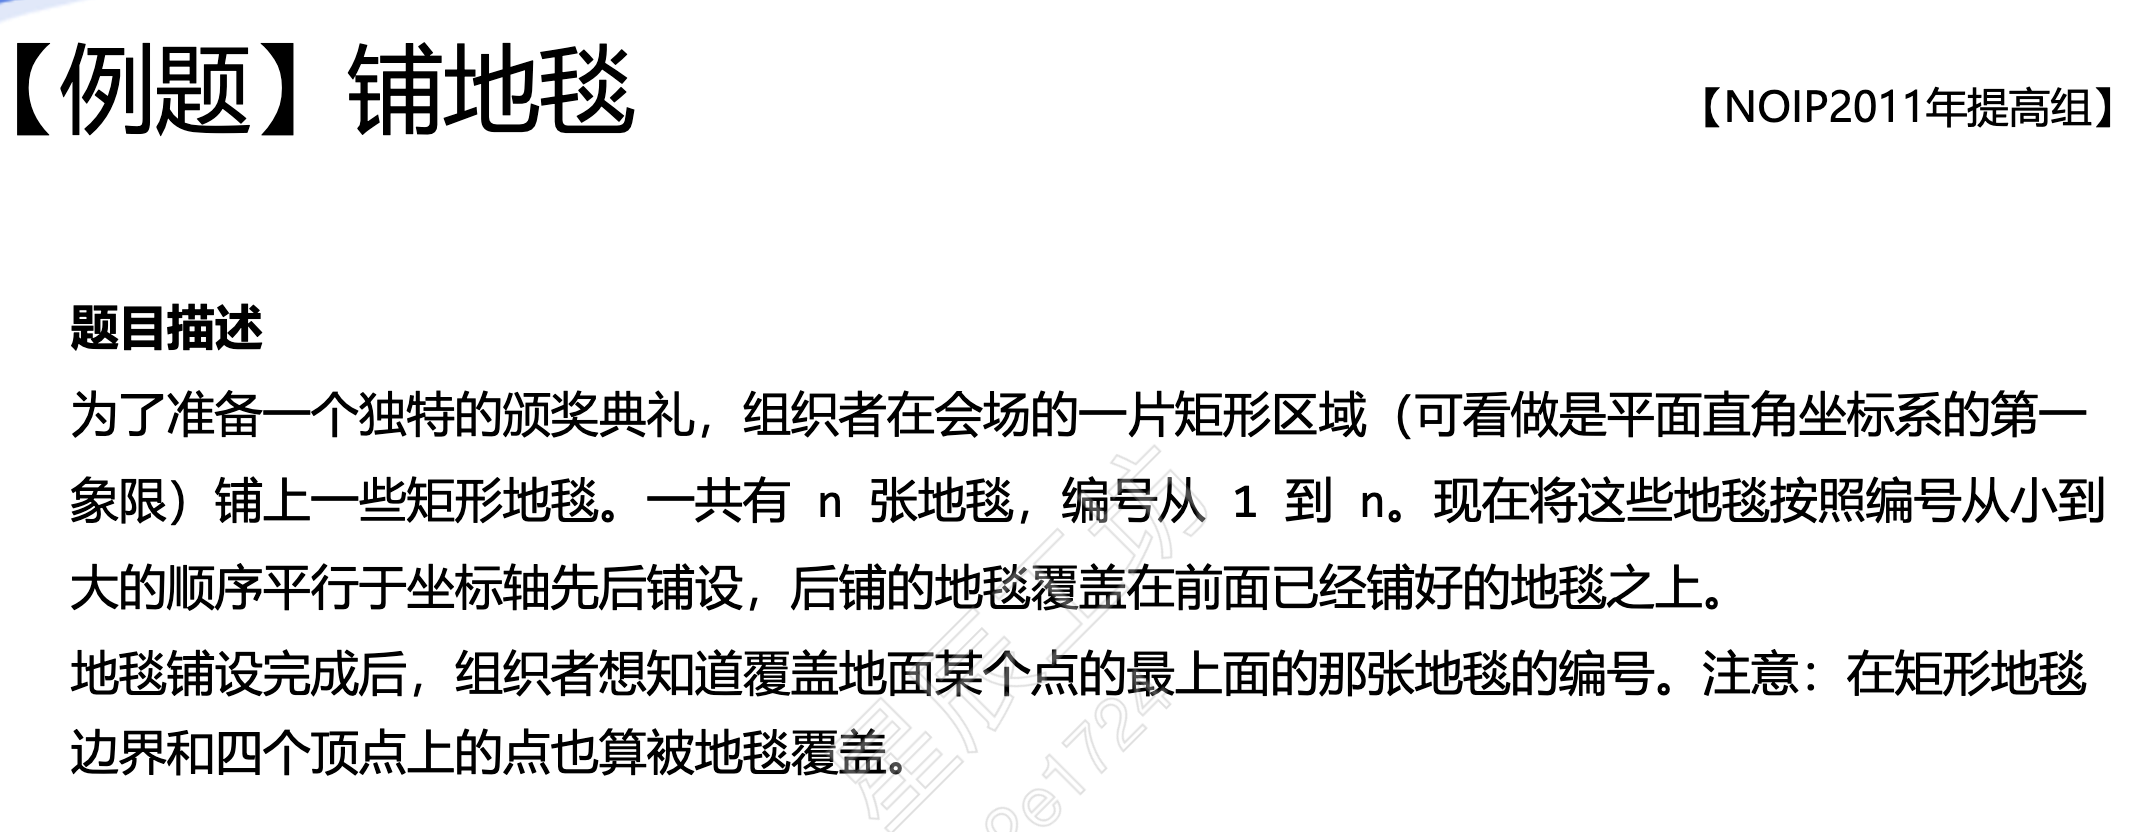 【例题】铺地毯
【NOIP2011年提高组】
题目描述
为了准备一个独特的颁奖典礼，组织者在会场的一片矩形区域（可看做是平面直角坐标系的第一
象限）铺上一些矩形地毯。一共有 n 张地毯，编号从 1 到 n。现在将这些地毯按照编号从小到
大的顺序平行于坐标轴先后铺设，后铺的地毯覆盖在前面已经铺好的地毯之上。
地毯铺设完成后，组织者想知道覆盖地面某个点的最上面的那张地毯的编号。注意：在矩形地毯
边界和四个顶点上的点也算被地毯覆盖。
星辰工坊